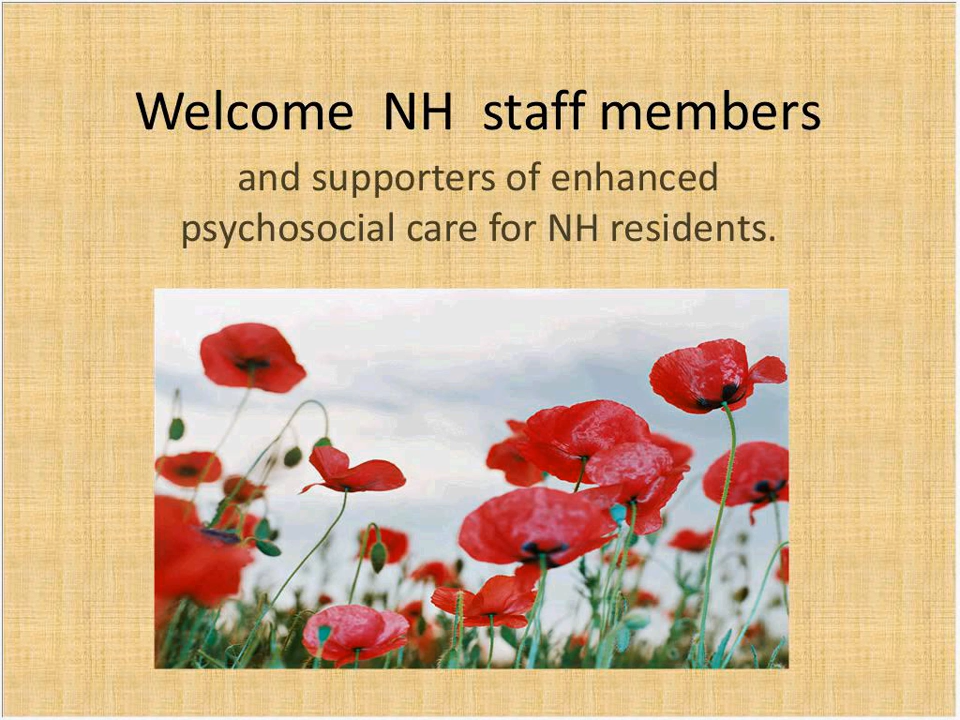 Welcome  NH  staff members
and supporters of enhanced
psychosocial care for NH residents.